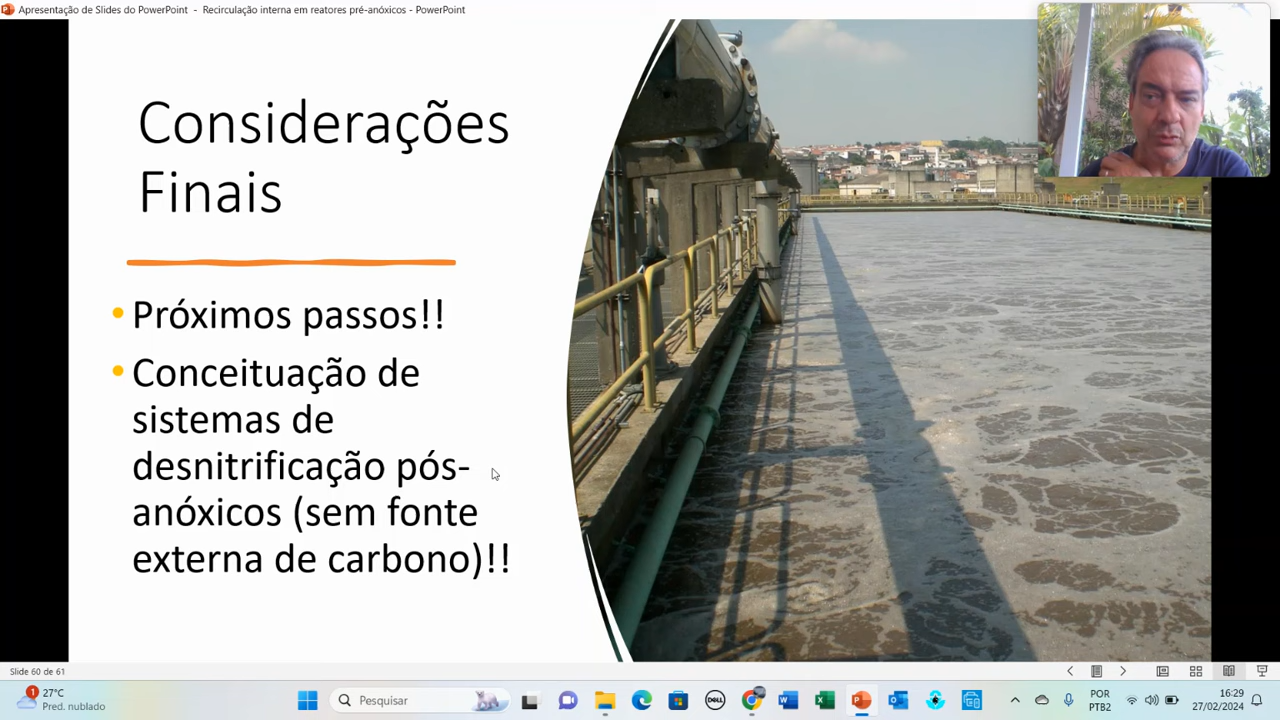 Apresentação de Slides do PowerPoint - Recirculação interna em reatores pré-anóxicos - PowerPoint
Considerações
Finais
• Próximos passos!!
• Conceituação de
sistemas de
desnitrificação pós-
anóxicos (sem fonte
externa de carbono)!!
Slide 60 de 61
1
27°C
Pred. nublado
Pesquisar
DELL
POR
PTB2
16:29
27/02/2024